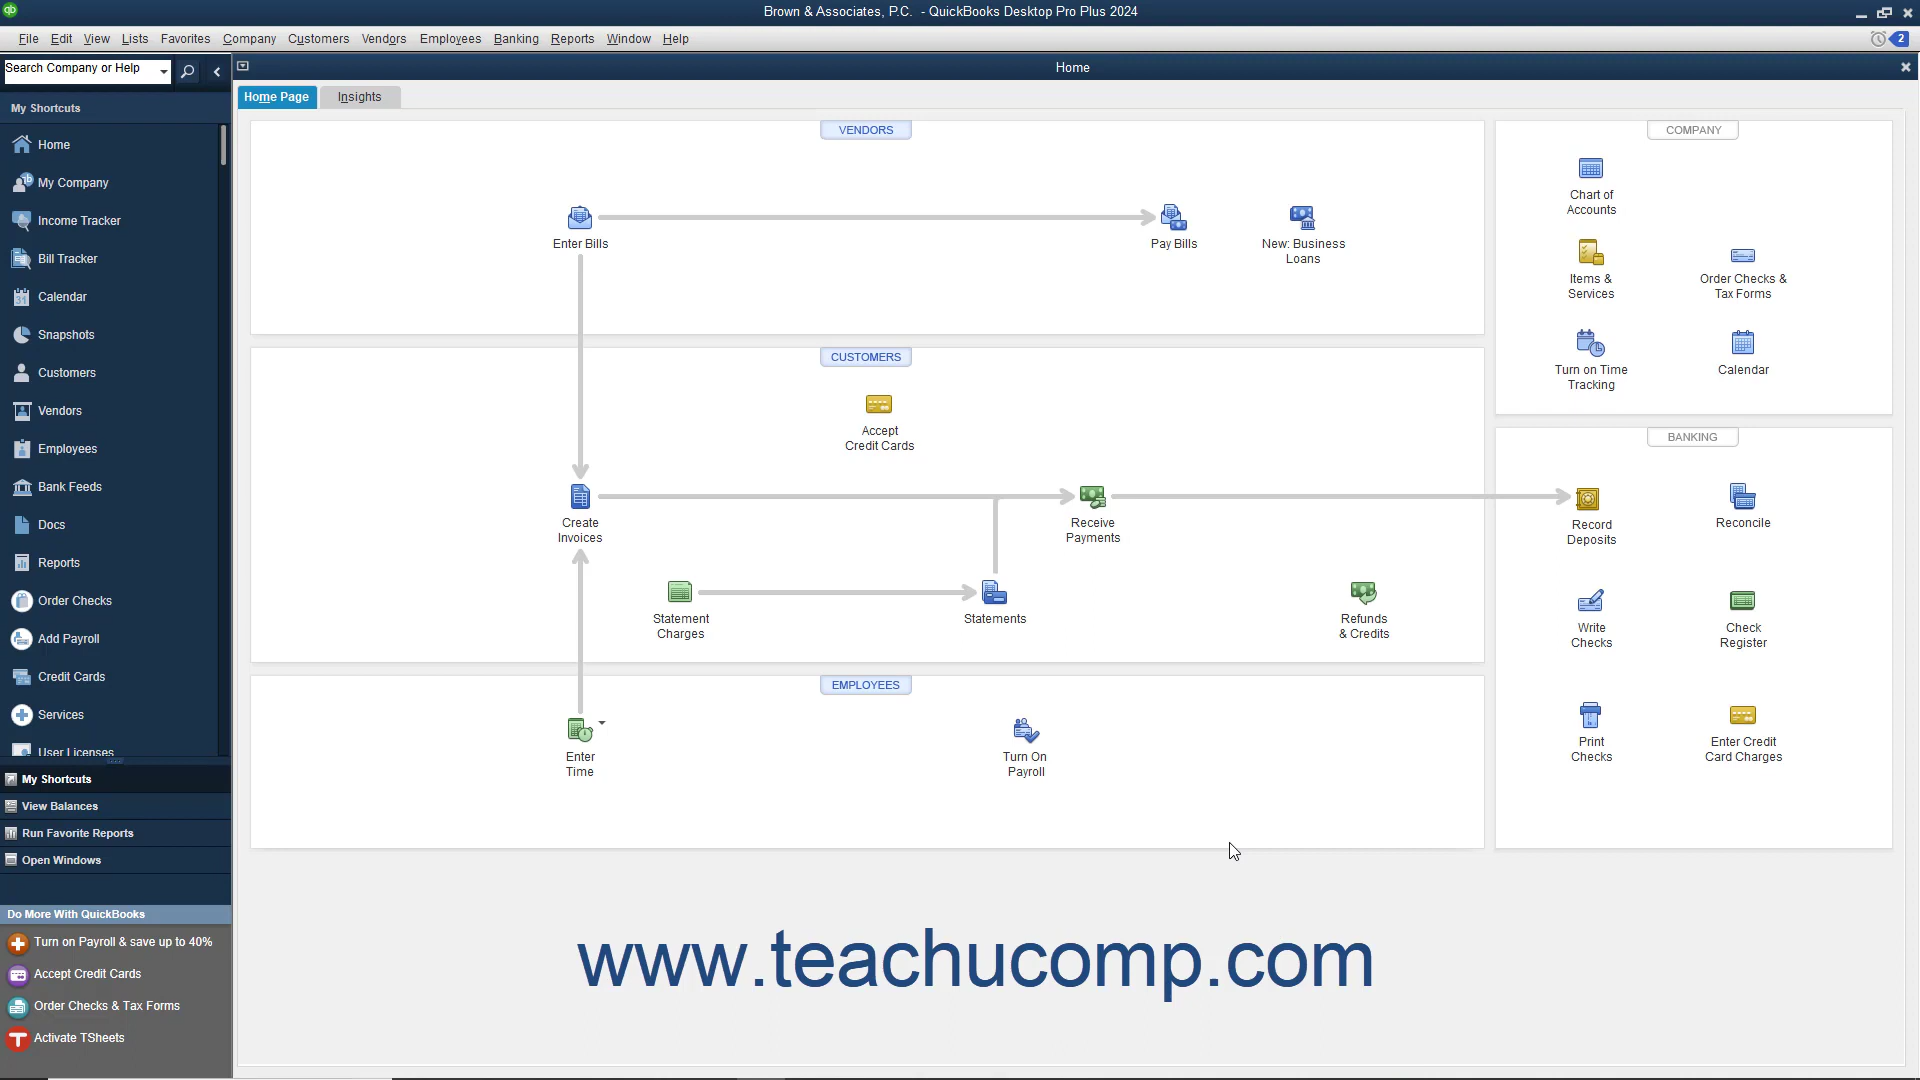 Brown & Associates, P.C. - QuickBooks Desktop Pro Plus 2024
File Edit View Lists Favorites Company Customers Vendors Employees Banking Reports Window Help
2
Search Company or Help
Home
Home Page
Insights
My Shortcuts
Home
My Company
Income Tracker
Bill Tracker
Calendar
Snapshots
Customers
Vendors
Employees
Bank Feeds
Docs
Reports
Order Checks
Add Payroll
Credit Cards
Services
User Licenses
My Shortcuts
View Balances
Run Favorite Reports
Open Windows
Do More With QuickBooks
Turn on Payroll & save up to 40%
Accept Credit Cards
Order Checks & Tax Forms
Activate TSheets
VENDORS
Enter Bills
Pay Bills
New: Business
Loans
CUSTOMERS
Accept
Credit Cards
Create
Invoices
Receive
Payments
Statement
Charges
Statements
Refunds
& Credits
EMPLOYEES
Enter
Time
Turn On
Payroll
COMPANY
Chart of
Accounts
Items &
Services
Order Checks &
Tax Forms
Turn on Time
Tracking
Calendar
BANKING
Record
Deposits
Reconcile
Write
Checks
Check
Register
Print
Checks
Enter Credit
Card Charges
www.teachucomp.com